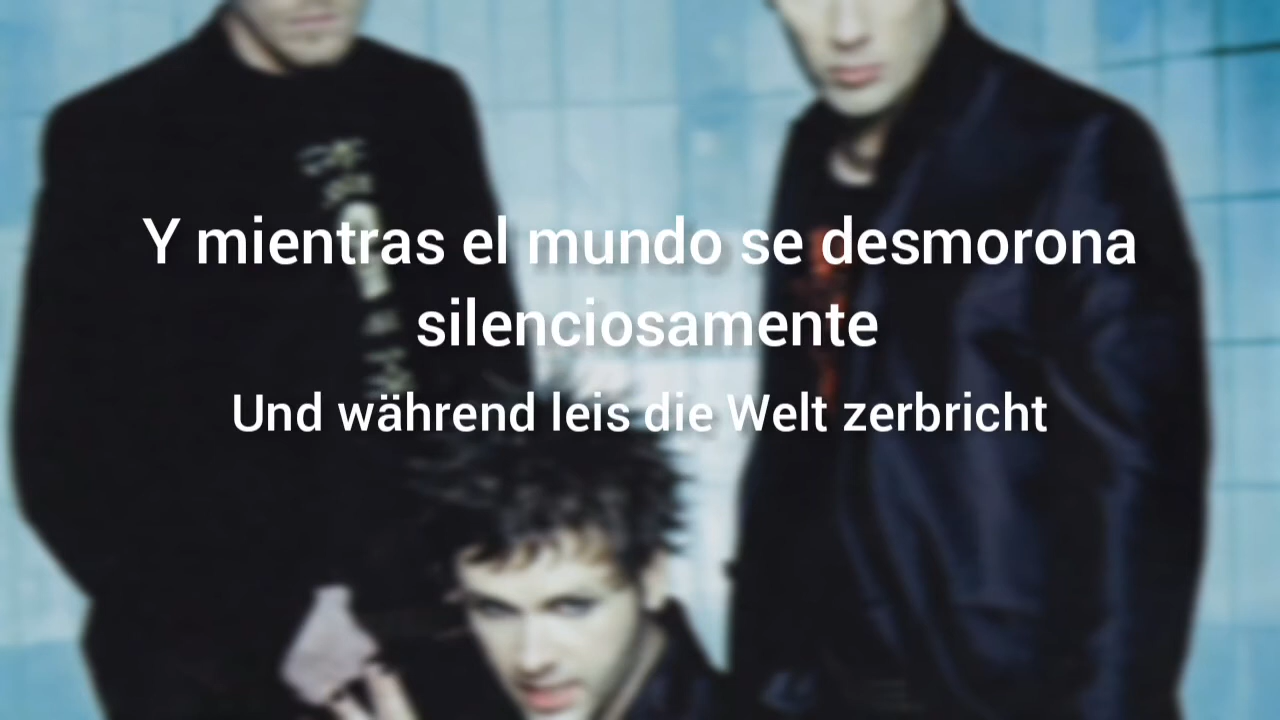 Y mientras el mundo se desmorona
silenciosamente
Und während leis die Welt zerbricht